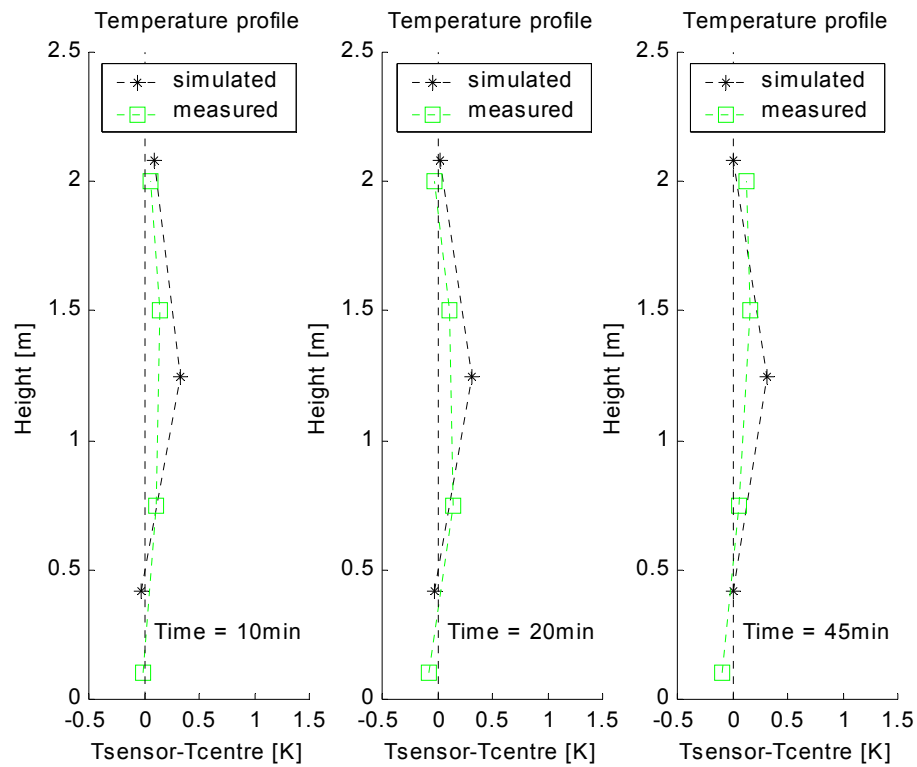 Temperature profile
2.5
simulated
measured
2
1.5
1
0.5
0
Height [m]
Time = 10min
-0.5 0 0.5 1 1.5
Tsensor-Tcentre [K]
Temperature profile
2.5
simulated
measured
2
1.5
1
0.5
0
Height [m]
Time = 20min
-0.5 0 0.5 1 1.5
Tsensor-Tcentre [K]
Temperature profile
2.5
simulated
measured
2
1.5
1
0.5
0
Height [m]
Time = 45min
-0.5 0 0.5 1 1.5
Tsensor-Tcentre [K]